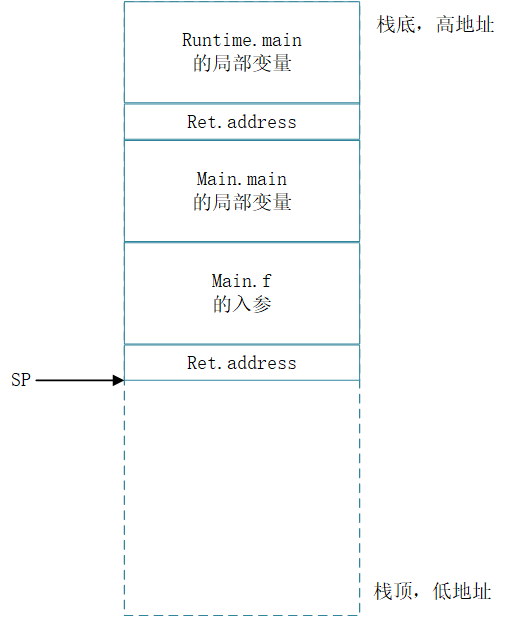 栈底，高地址
Runtime.main
的局部变量
Ret.address
Main.main
的局部变量
Main.f
的入参
Ret.address
SP
栈顶，低地址